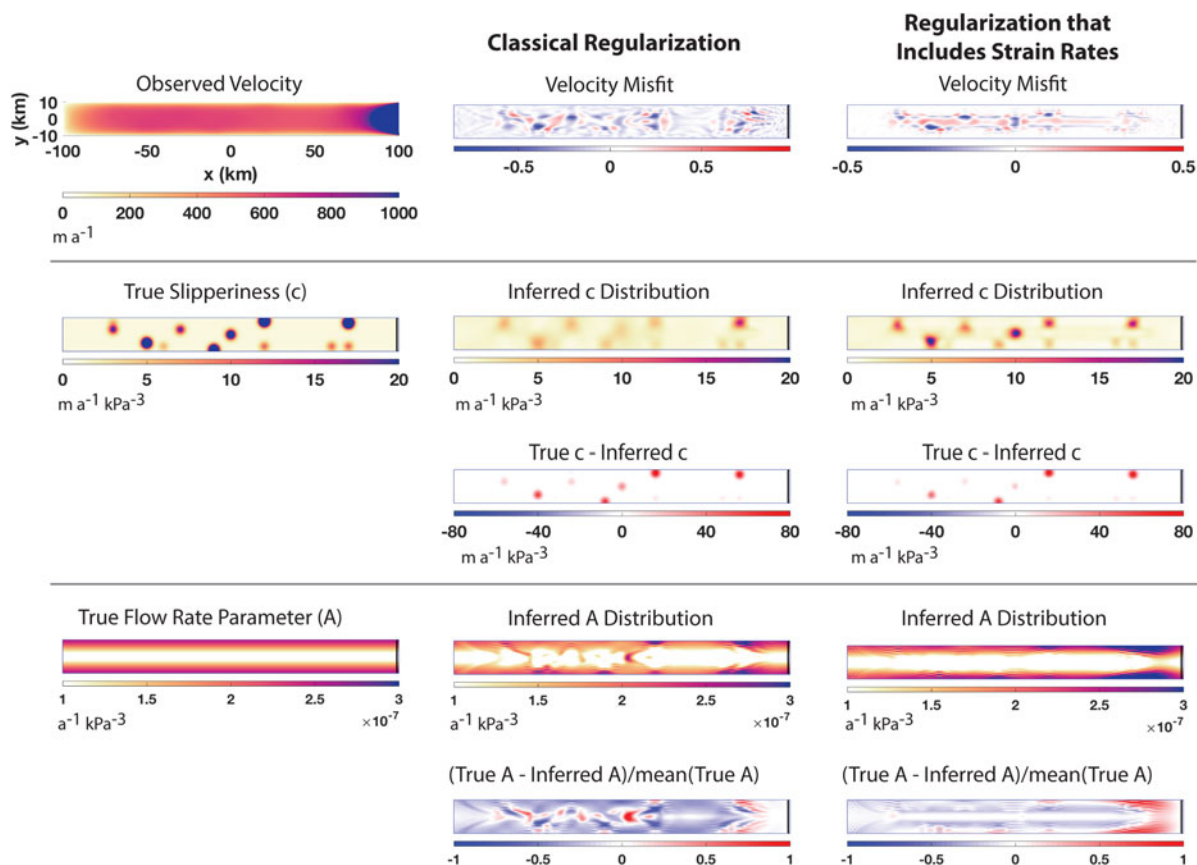 Classical Regularization
Regularization that
Includes Strain Rates
Observed Velocity
Velocity Misfit
Velocity Misfit
y (km)
10
0
-10
-100 -50 0 50 100
x (km)
-0.5 0 0.5
-0.5 0 0.5
0 200 400 600 800 1000
m a⁻¹
True Slipperiness (c)
Inferred c Distribution
Inferred c Distribution
0 5 10 15 20
0 5 10 15 20
0 5 10 15 20
m a⁻¹ kPa⁻³
m a⁻¹ kPa⁻³
m a⁻¹ kPa⁻³
True c - Inferred c
True c - Inferred c
-80 -40 0 40 80
-80 -40 0 40 80
m a⁻¹ kPa⁻³
m a⁻¹ kPa⁻³
True Flow Rate Parameter (A)
Inferred A Distribution
Inferred A Distribution
1 1.5 2 2.5 3
1 1.5 2 2.5 3
1 1.5 2 2.5 3
a⁻¹ kPa⁻³ ×10⁻⁷
a⁻¹ kPa⁻³ ×10⁻⁷
a⁻¹ kPa⁻³ ×10⁻⁷
(True A - Inferred A)/mean(True A)
(True A - Inferred A)/mean(True A)
-1 -0.5 0 0.5 1
-1 -0.5 0 0.5 1